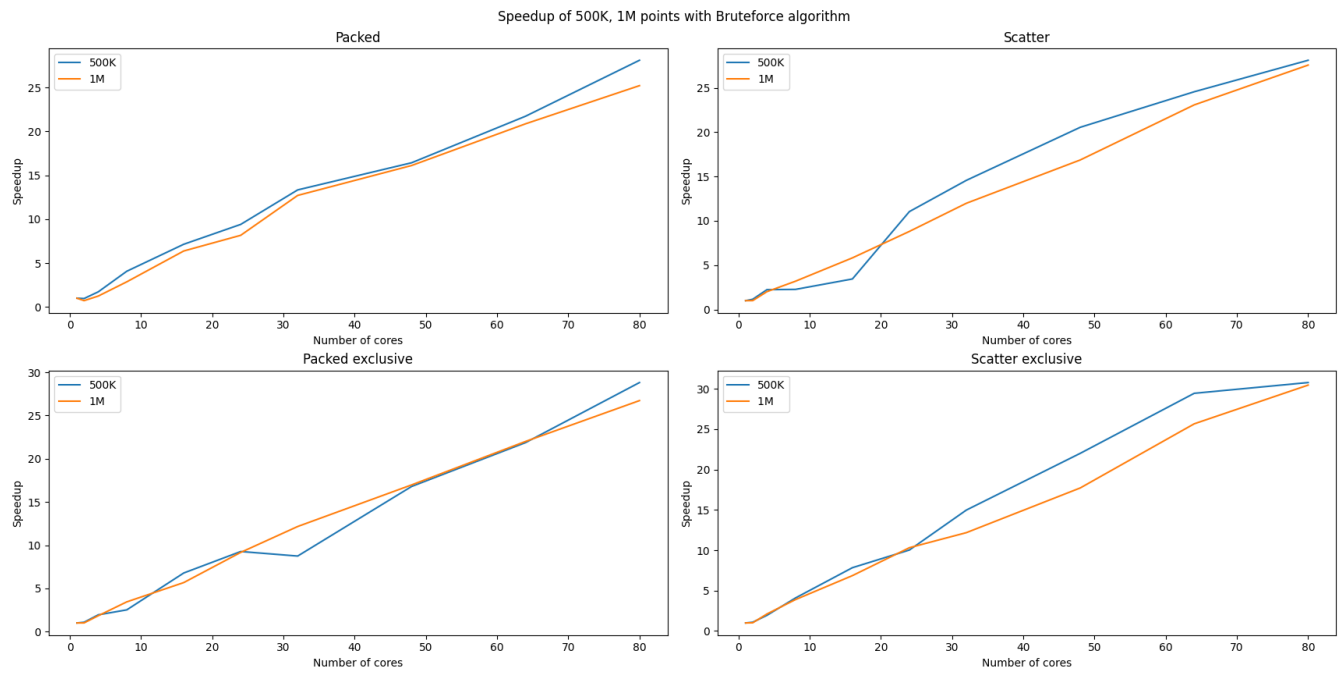 Speedup of 500K, 1M points with Bruteforce algorithm
Packed
500K
1M
Speedup
25
20
15
10
5
0
0 10 20 30 40 50 60 70 80
Number of cores
Scatter
500K
1M
Speedup
25
20
15
10
5
0
0 10 20 30 40 50 60 70 80
Number of cores
Packed exclusive
500K
1M
Speedup
30
25
20
15
10
5
0
0 10 20 30 40 50 60 70 80
Number of cores
Scatter exclusive
500K
1M
Speedup
30
25
20
15
10
5
0
0 10 20 30 40 50 60 70 80
Number of cores